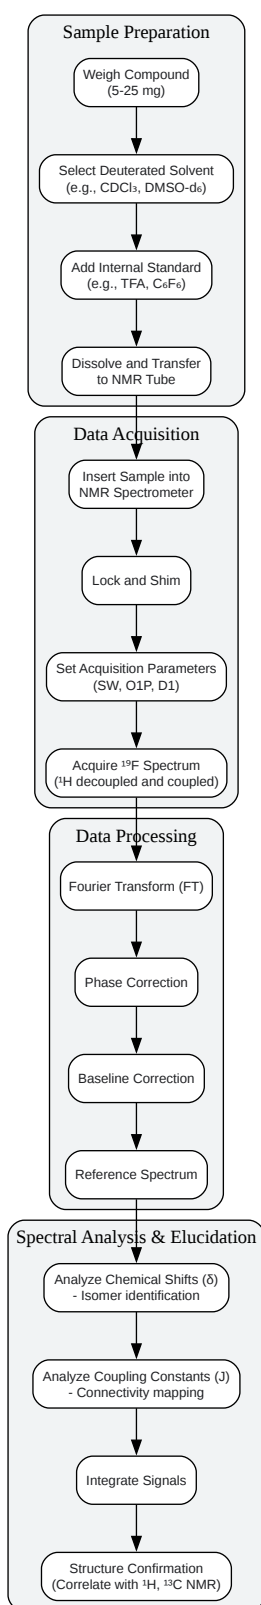 Sample Preparation
Weigh Compound
(5-25 mg)
Select Deuterated Solvent
(e.g., CDCl₃, DMSO-d₆)
Add Internal Standard
(e.g., TFA, C₆F₆)
Dissolve and Transfer
to NMR Tube
Data Acquisition
Insert Sample into
NMR Spectrometer
Lock and Shim
Set Acquisition Parameters
(SW, O1P, D1)
Acquire ¹⁹F Spectrum
(¹H decoupled and coupled)
Data Processing
Fourier Transform (FT)
Phase Correction
Baseline Correction
Reference Spectrum
Spectral Analysis & Elucidation
Analyze Chemical Shifts (δ)
- Isomer identification
Analyze Coupling Constants (J)
- Connectivity mapping
Integrate Signals
Structure Confirmation
(Correlate with ¹H, ¹³C NMR)